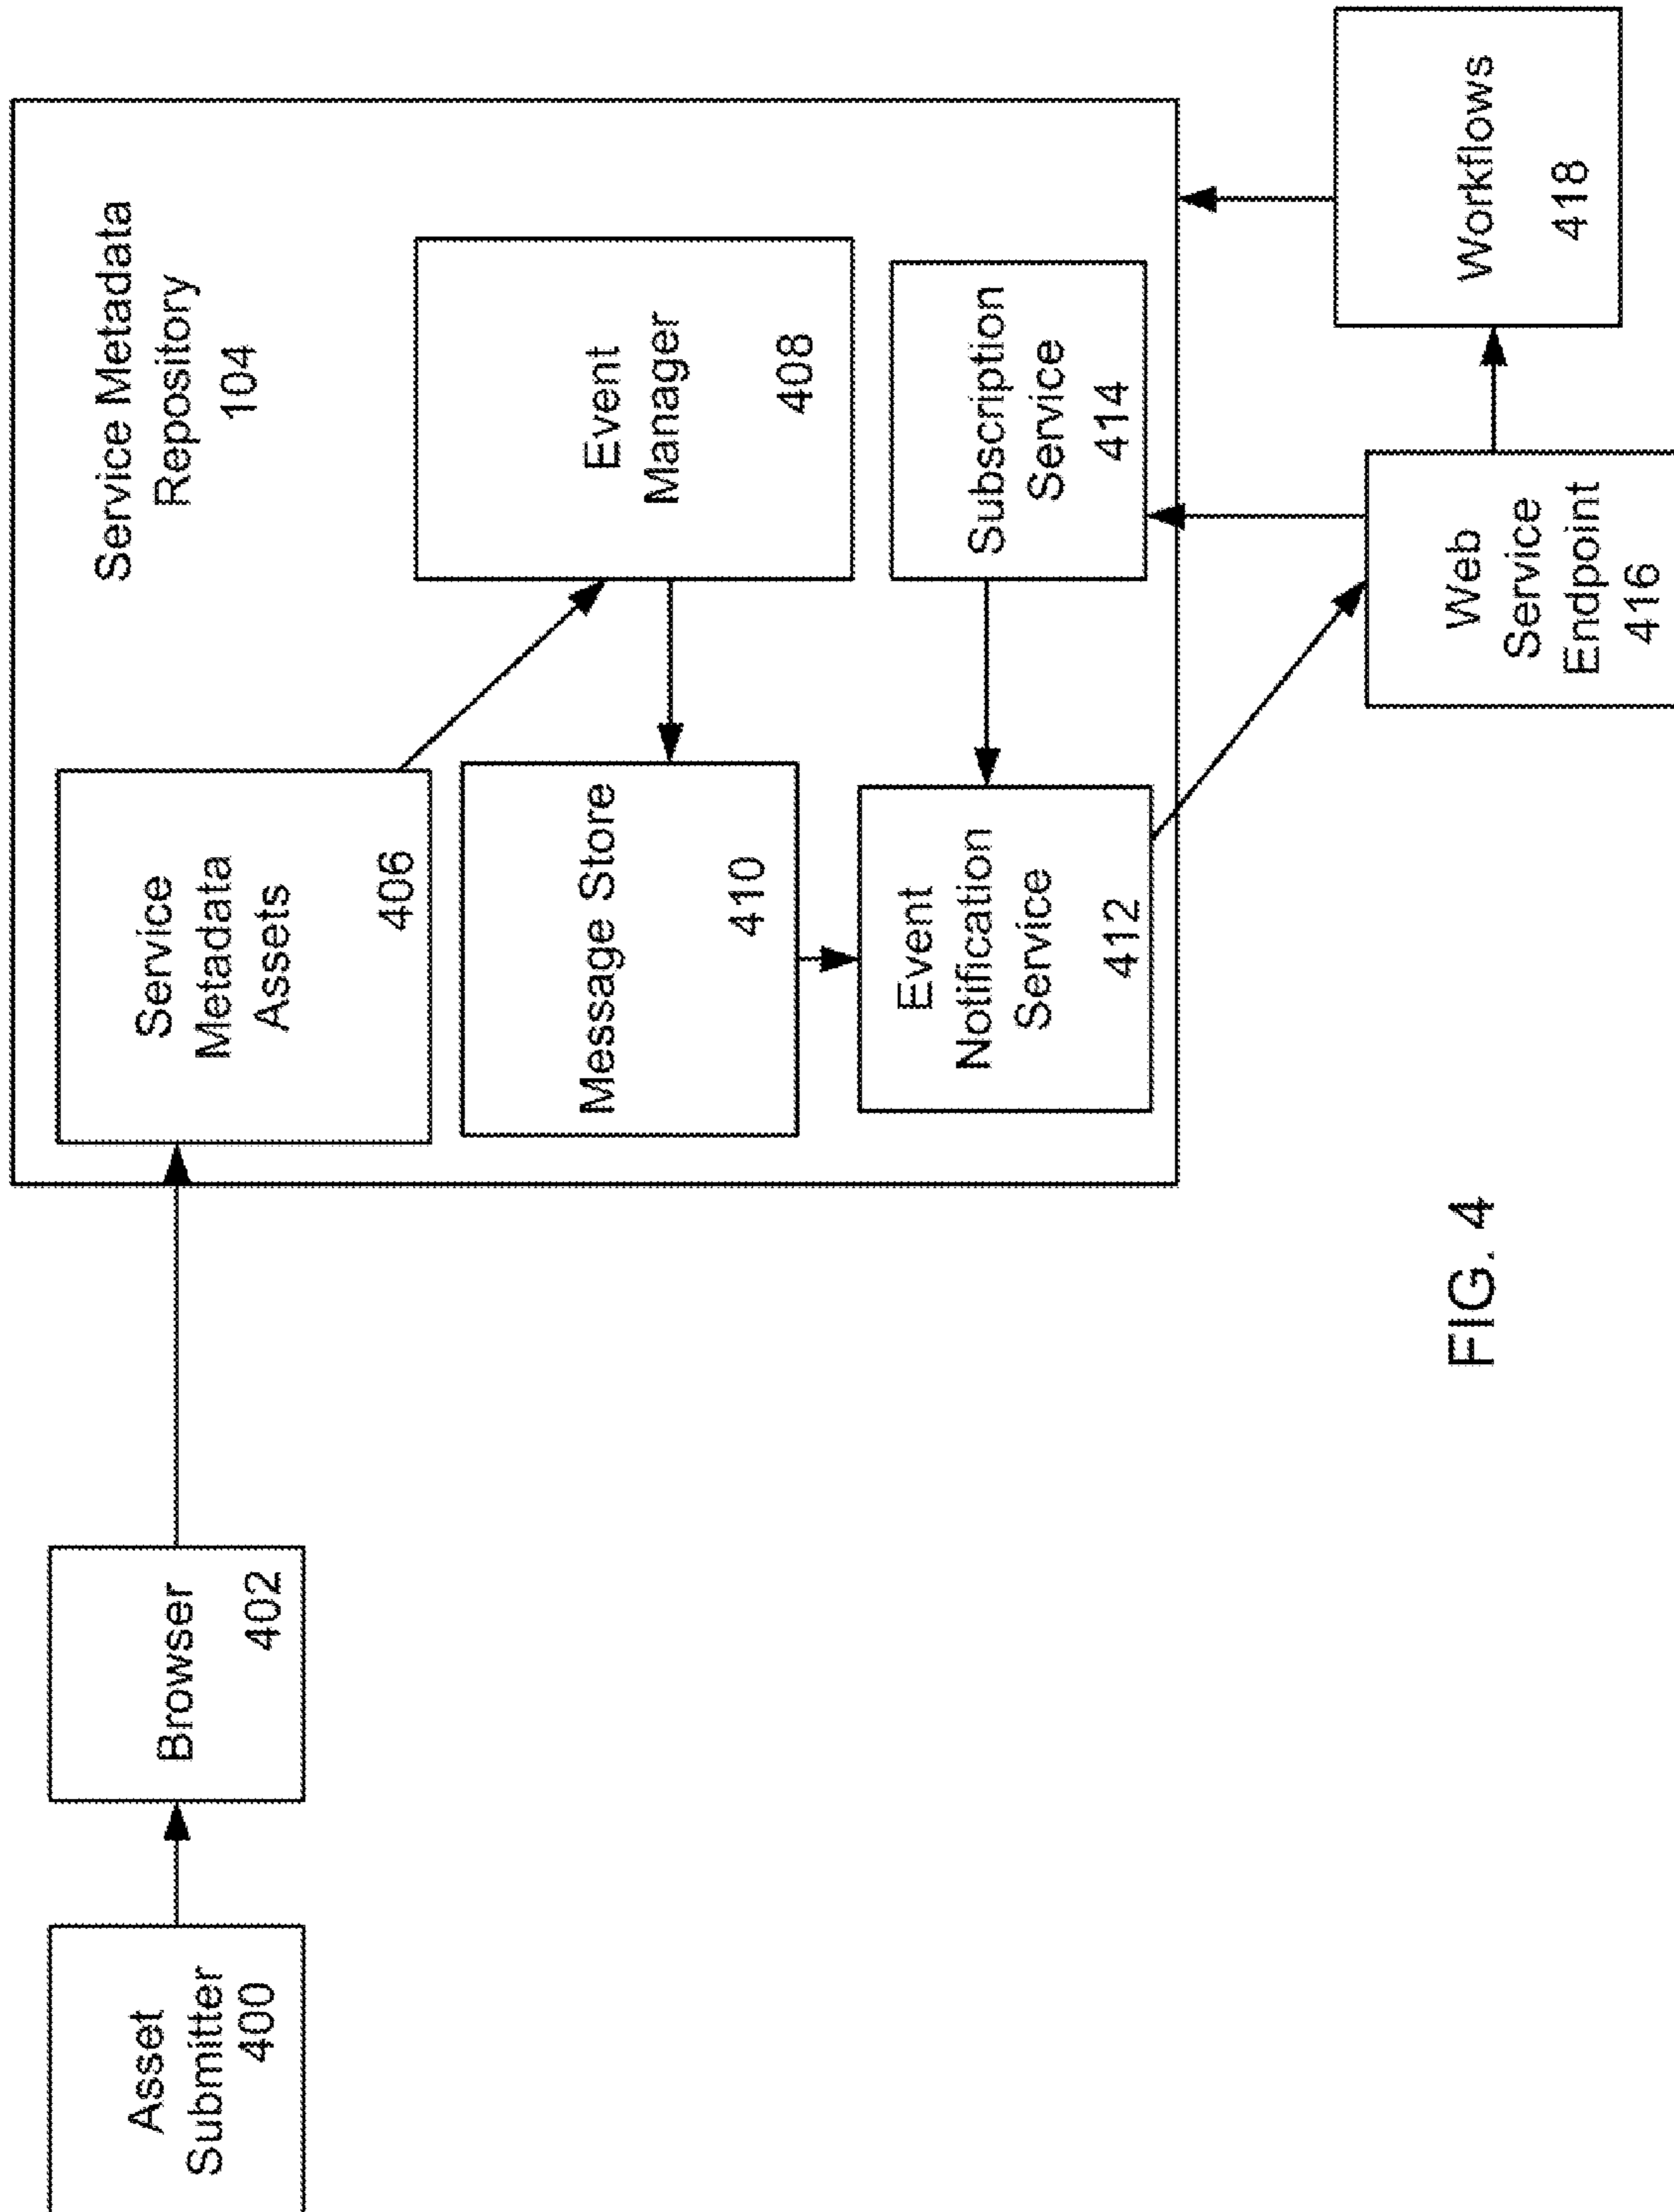 Asset
Submitter
400
Browser
402
Service Metadata
Repository
104
Service
Metadata
Assets
406
Event
Manager
408
Message Store
410
Event
Notification
Service
412
Subscription
Service
414
Web
Service
Endpoint
416
Workflows
418
FIG. 4